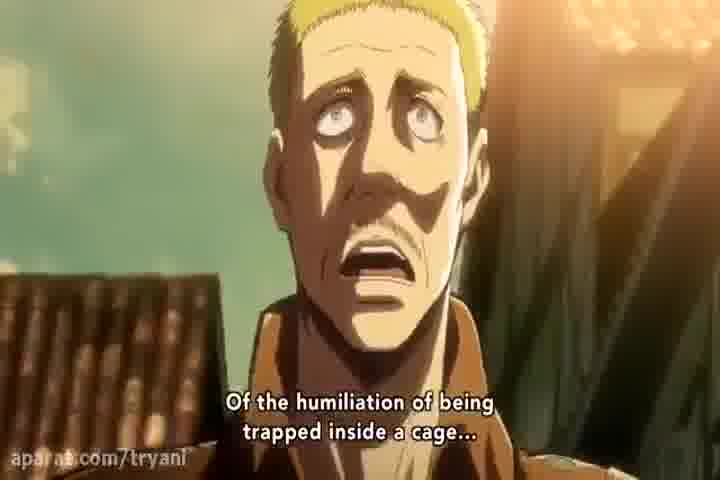 Of the humiliation of being
trapped inside a cage...
aparat.com/tryani